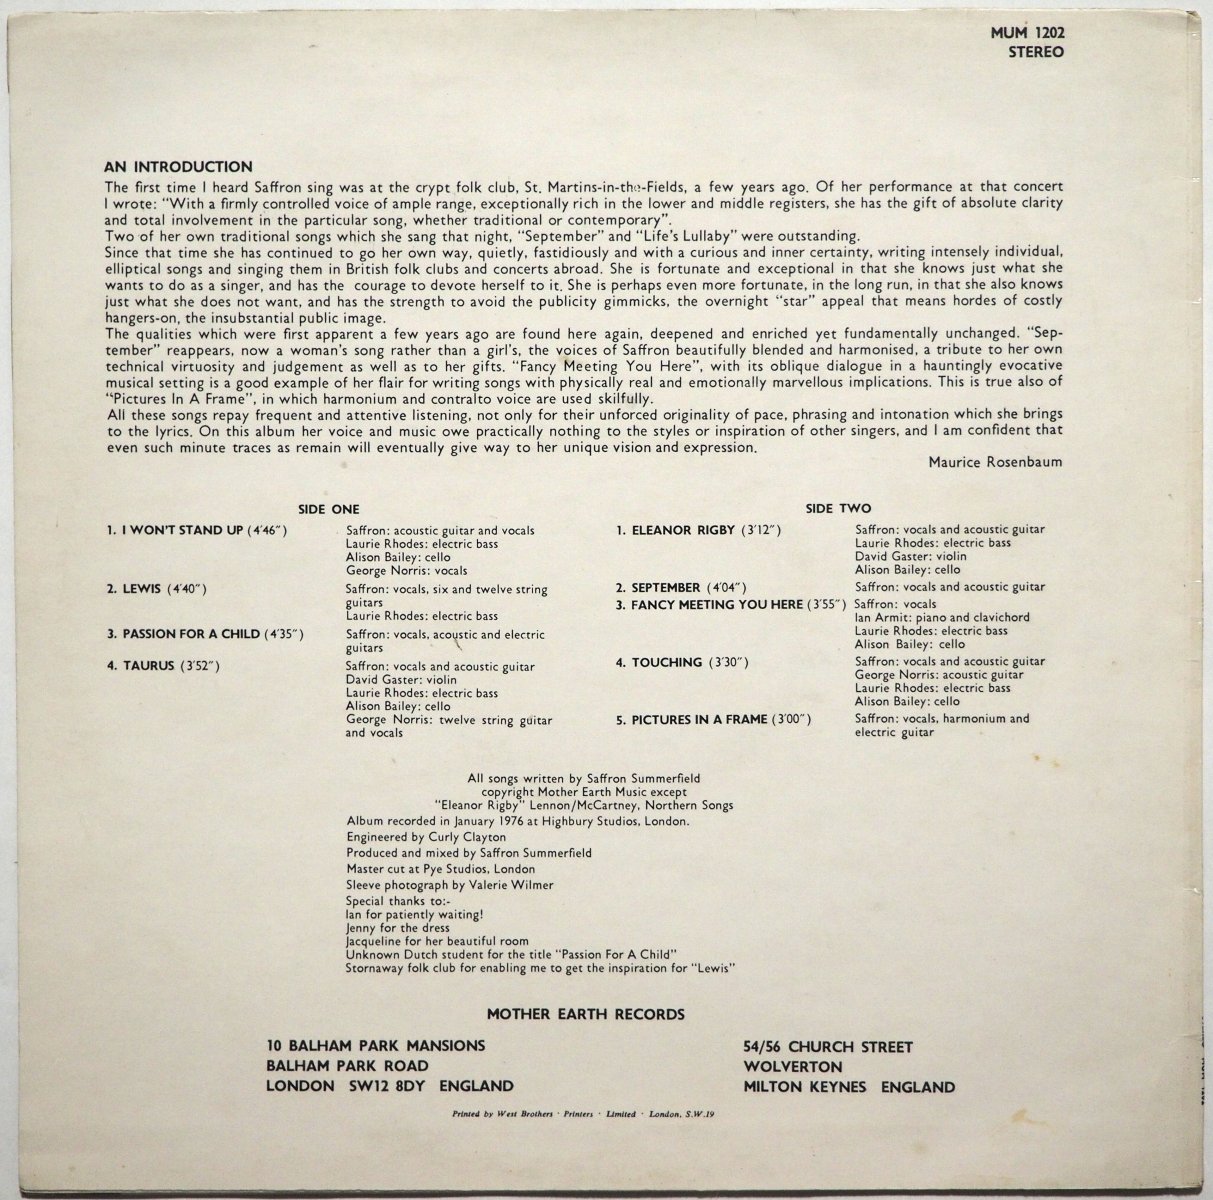 MUM 1202
STEREO
AN INTRODUCTION
The first time I heard Saffron sing was at the crypt folk club, St. Martins-in-the-Fields, a few years ago. Of her performance at that concert
I wrote: "With a firmly controlled voice of ample range, exceptionally rich in the lower and middle registers, she has the gift of absolute clarity
and total involvement in the particular song, whether traditional or contemporary".
Two of her own traditional songs which she sang that night, "September" and "Life's Lullaby" were outstanding.
Since that time she has continued to go her own way, quietly, fastidiously and with a curious and inner certainty, writing intensely individual,
elliptical songs and singing them in British folk clubs and concerts abroad. She is fortunate and exceptional in that she knows just what she
wants to do as a singer, and has the courage to devote herself to it. She is perhaps even more fortunate, in the long run, in that she also knows
just what she does not want, and has the strength to avoid the publicity gimmicks, the overnight "star" appeal that means hordes of costly
hangers-on, the insubstantial public image.
The qualities which were first apparent a few years ago are found here again, deepened and enriched yet fundamentally unchanged. "Sep-
tember" reappears, now a woman's song rather than a girl's, the voices of Saffron beautifully blended and harmonised, a tribute to her own
technical virtuosity and judgement as well as to her gifts. "Fancy Meeting You Here", with its oblique dialogue in a hauntingly evocative
musical setting is a good example of her flair for writing songs with physically real and emotionally marvellous implications. This is true also of
"Pictures In A Frame", in which harmonium and contralto voice are used skilfully.
All these songs repay frequent and attentive listening, not only for their unforced originality of pace, phrasing and intonation which she brings
to the lyrics. On this album her voice and music owe practically nothing to the styles or inspiration of other singers, and I am confident that
even such minute traces as remain will eventually give way to her unique vision and expression.
Maurice Rosenbaum
SIDE ONE
1. I WON'T STAND UP (4'46") Saffron: acoustic guitar and vocals
Laurie Rhodes: electric bass
Alison Bailey: cello
George Norris: vocals
2. LEWIS (4'40") Saffron: vocals, six and twelve string
guitars
Laurie Rhodes: electric bass
3. PASSION FOR A CHILD (4'35") Saffron: vocals, acoustic and electric
guitars
4. TAURUS (3'52") Saffron: vocals and acoustic guitar
David Gaster: violin
Laurie Rhodes: electric bass
Alison Bailey: cello
George Norris: twelve string guitar
and vocals
SIDE TWO
1. ELEANOR RIGBY (3'12") Saffron: vocals and acoustic guitar
Laurie Rhodes: electric bass
David Gaster: violin
Alison Bailey: cello
2. SEPTEMBER (4'04") Saffron: vocals and acoustic guitar
3. FANCY MEETING YOU HERE (3'55") Saffron: vocals
Ian Armit: piano and clavichord
Laurie Rhodes: electric bass
Alison Bailey: cello
4. TOUCHING (3'30") Saffron: vocals and acoustic guitar
George Norris: acoustic guitar
Laurie Rhodes: electric bass
Alison Bailey: cello
5. PICTURES IN A FRAME (3'00") Saffron: vocals, harmonium and
electric guitar
All songs written by Saffron Summerfield
copyright Mother Earth Music except
"Eleanor Rigby" Lennon/McCartney, Northern Songs
Album recorded in January 1976 at Highbury Studios, London.
Engineered by Curly Clayton
Produced and mixed by Saffron Summerfield
Master cut at Pye Studios, London
Sleeve photograph by Valerie Wilmer
Special thanks to:-
Ian for patiently waiting!
Jenny for the dress
Jacqueline for her beautiful room
Unknown Dutch student for the title "Passion For A Child"
Stornaway folk club for enabling me to get the inspiration for "Lewis"
MOTHER EARTH RECORDS
10 BALHAM PARK MANSIONS
BALHAM PARK ROAD
LONDON SW12 8DY ENGLAND
54/56 CHURCH STREET
WOLVERTON
MILTON KEYNES ENGLAND
Printed by West Brothers · Printers · Limited · London, S.W.19